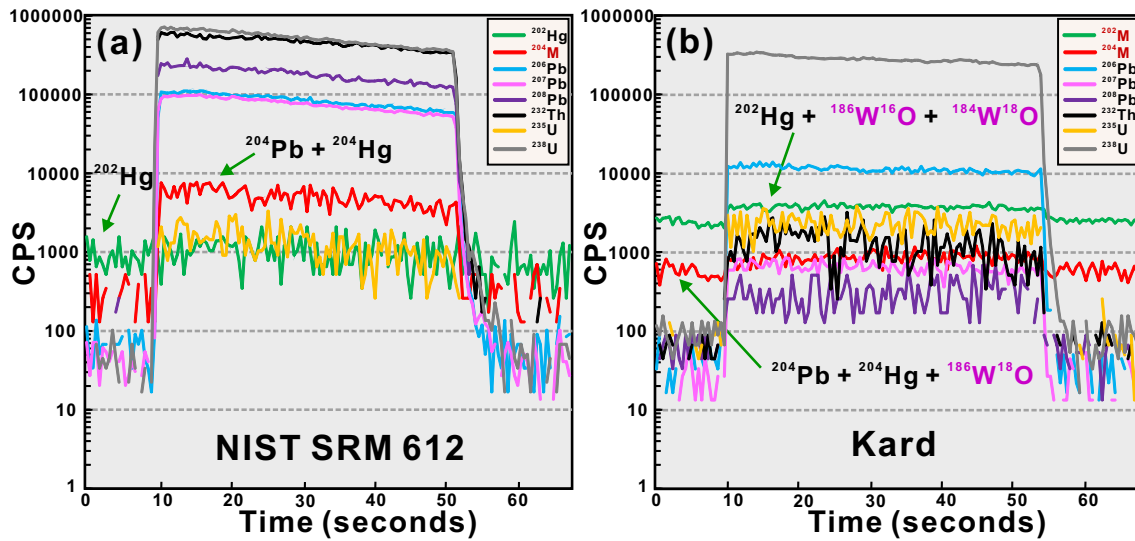 (a)
CPS
1000000
100000
10000
1000
100
10
1
²⁰²Hg
²⁰⁴M
²⁰⁶Pb
²⁰⁷Pb
²⁰⁸Pb
²³²Th
²³⁵U
²³⁸U
²⁰⁴Pb + ²⁰⁴Hg
²⁰²Hg
NIST SRM 612
0 10 20 30 40 50 60
Time (seconds)
(b)
CPS
1000000
100000
10000
1000
100
10
1
²⁰²M
²⁰⁴M
²⁰⁶Pb
²⁰⁷Pb
²⁰⁸Pb
²³²Th
²³⁵U
²³⁸U
²⁰²Hg + ¹⁸⁶W¹⁶O + ¹⁸⁴W¹⁸O
²⁰⁴Pb + ²⁰⁴Hg + ¹⁸⁶W¹⁸O
Kard
0 10 20 30 40 50 60
Time (seconds)